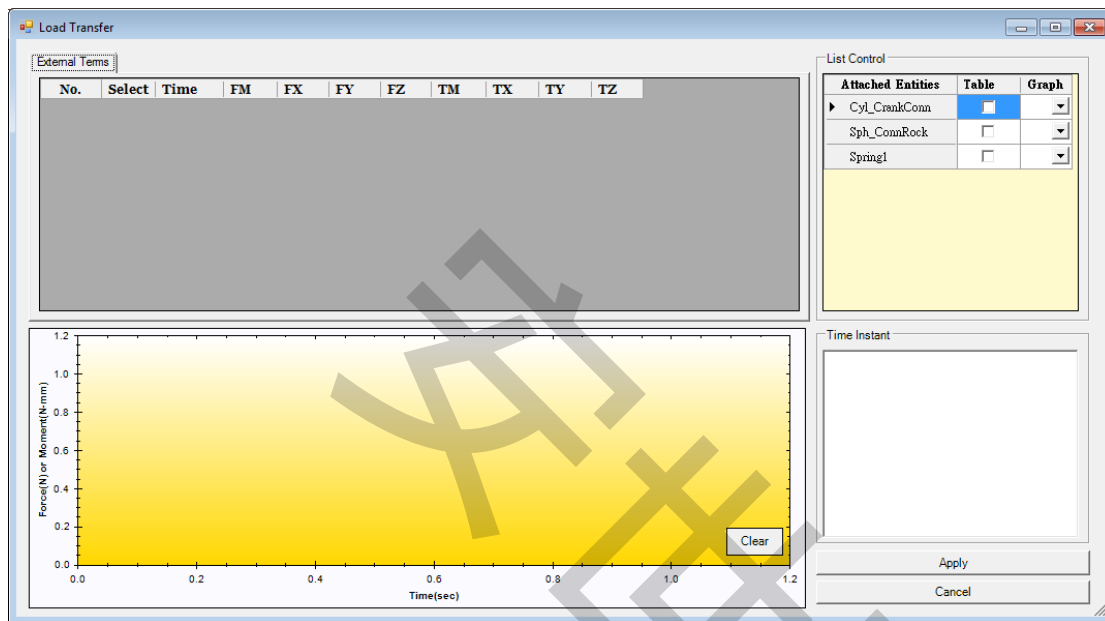 Load Transfer
External Tems
No. Select Time FM FX FY FZ TM TX TY TZ
List Control
Attached Entities Table Graph
Cyl_CrankConn
Sph_ConnRock
Spring1
1.2
1.0
0.8
0.6
0.4
0.2
0.0
Force(N)or Moment(N-mm)
0.0 0.2 0.4 0.6 0.8 1.0 1.2
Time(sec)
Clear
Time Instant
Apply
Cancel